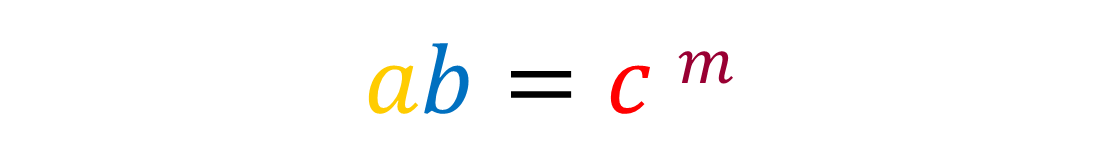 ab = c ᵐ